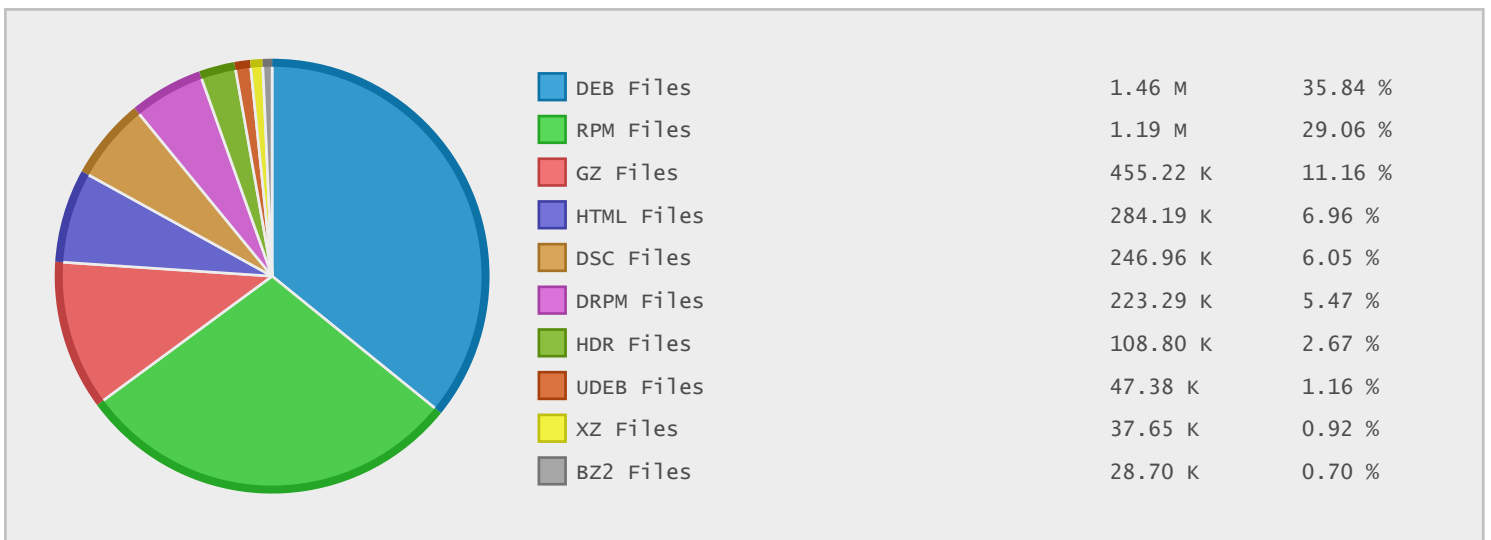 DEB Files 1.46 M 35.84 %
RPM Files 1.19 M 29.06 %
GZ Files 455.22 K 11.16 %
HTML Files 284.19 K 6.96 %
DSC Files 246.96 K 6.05 %
DRPM Files 223.29 K 5.47 %
HDR Files 108.80 K 2.67 %
UDEB Files 47.38 K 1.16 %
XZ Files 37.65 K 0.92 %
BZ2 Files 28.70 K 0.70 %